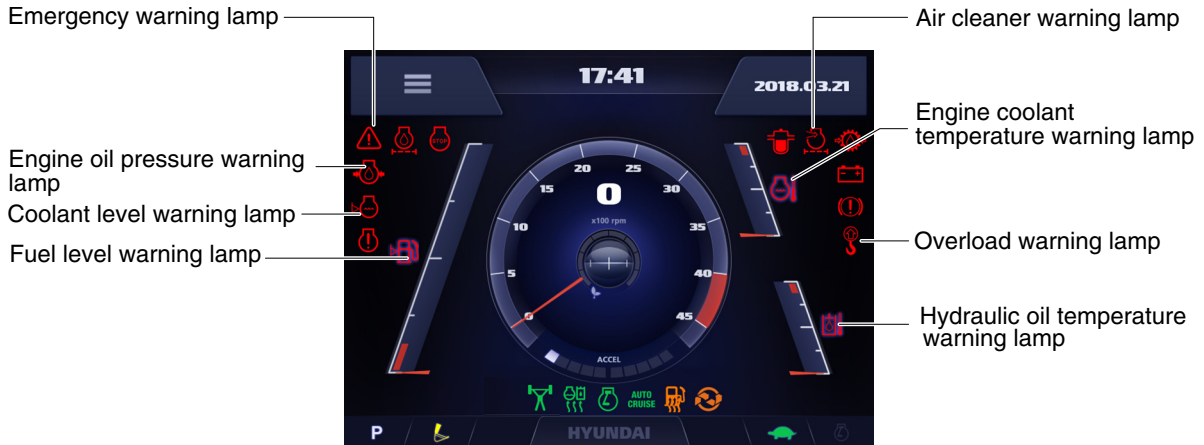 Emergency warning lamp
Air cleaner warning lamp
17:41
2018.03.21
Engine coolant
temperature warning lamp
STOP
Engine oil pressure warning
lamp
Coolant level warning lamp
Fuel level warning lamp
Overload warning lamp
Hydraulic oil temperature
warning lamp
0
x100 rpm
0
5
10
15
20
25
30
35
40
45
ACCEL
AUTO
CRUISE
P
HYUNDAI